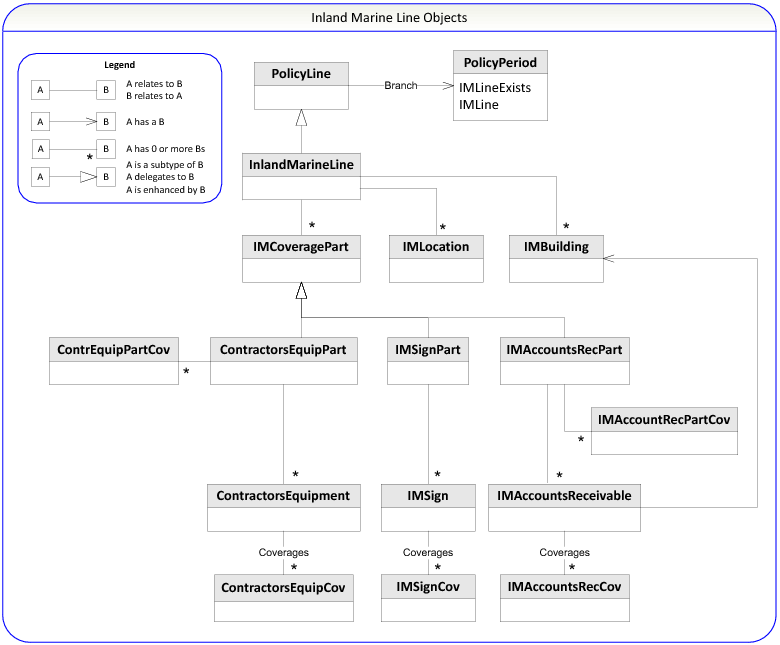 Inland Marine Line Objects
Legend
A B A relates to B
B relates to A
A B A has a B
A B A has 0 or more Bs
*
A is a subtype of B
A B A delegates to B
A is enhanced by B
PolicyLine
Branch
PolicyPeriod
IMLineExists
IMLine
InlandMarineLine
* * *
IMCoveragePart IMLocation IMBuilding
ContrEquipPartCov ContractorsEquipPart IMSignPart IMAccountsRecPart
*
IMAccountRecPartCov
*
* * *
ContractorsEquipment IMSign IMAccountsReceivable
Coverages Coverages Coverages
* * *
ContractorsEquipCov IMSignCov IMAccountsRecCov